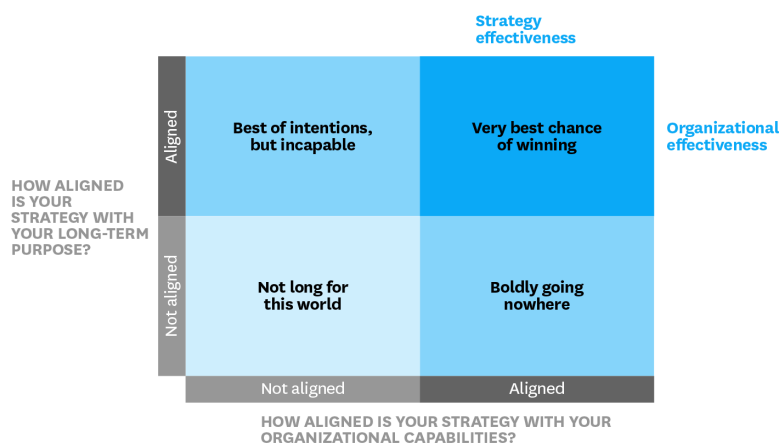 Strategy
effectiveness
Aligned
Best of intentions,
but incapable
Very best chance
of winning
Organizational
effectiveness
HOW ALIGNED
IS YOUR
STRATEGY WITH
YOUR LONG-TERM
PURPOSE?
Not aligned
Not long for
this world
Boldly going
nowhere
Not aligned
Aligned
HOW ALIGNED IS YOUR STRATEGY WITH YOUR
ORGANIZATIONAL CAPABILITIES?